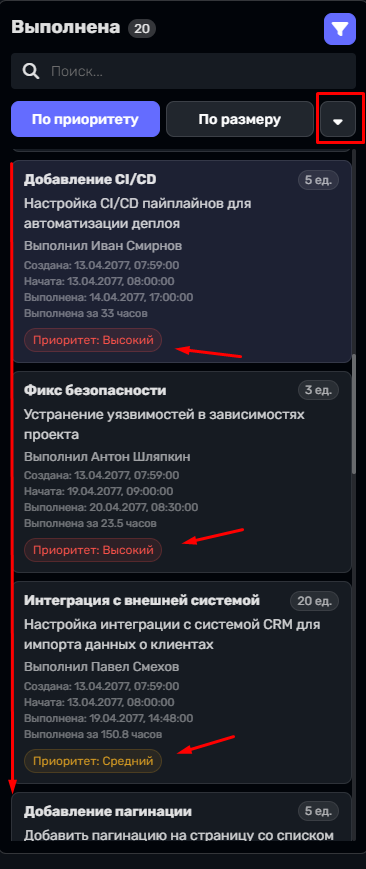 Выполнена 20
Поиск...
По приоритету По размеру
Добавление CI/CD 5 ед.
Настройка CI/CD пайплайнов для
автоматизации деплоя
Выполнил Иван Смирнов
Создана: 13.04.2077, 07:59:00
Начата: 13.04.2077, 08:00:00
Выполнена: 14.04.2077, 17:00:00
Выполнена за 33 часов
Приоритет: Высокий
Фикс безопасности 3 ед.
Устранение уязвимостей в зависимостях
проекта
Выполнил Антон Шляпкин
Создана: 13.04.2077, 07:59:00
Начата: 19.04.2077, 09:00:00
Выполнена: 20.04.2077, 08:30:00
Выполнена за 23.5 часов
Приоритет: Высокий
Интеграция с внешней системой 20 ед.
Настройка интеграции с системой CRM для
импорта данных о клиентах
Выполнил Павел Смехов
Создана: 13.04.2077, 07:59:00
Начата: 13.04.2077, 08:00:00
Выполнена: 19.04.2077, 14:48:00
Выполнена за 150.8 часов
Приоритет: Средний
Добавление пагинации 5 ед.
Добавить пагинацию на страницу со списком